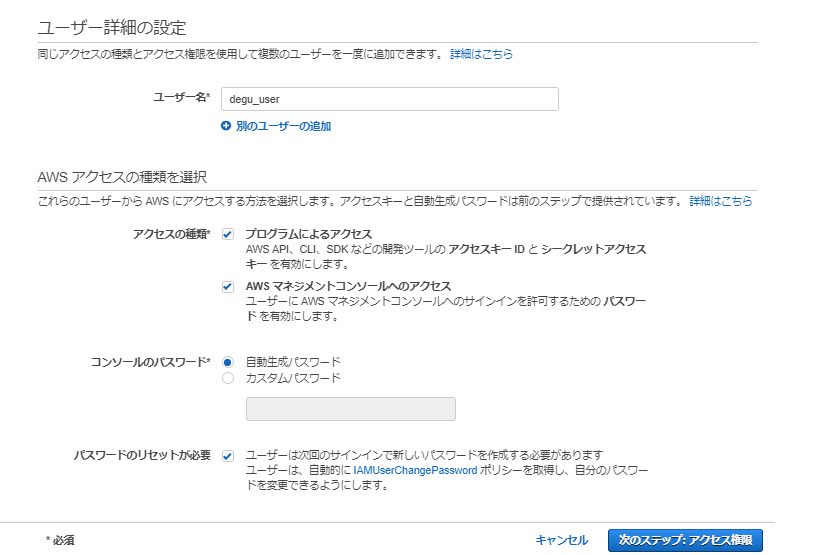 ユーザー詳細の設定
同じアクセスの種類とアクセス権限を使用して複数のユーザーを一度に追加できます。 詳細はこちら
ユーザー名* degu_user
別のユーザーの追加
AWS アクセスの種類を選択
これらのユーザーから AWS にアクセスする方法を選択します。アクセスキーと自動生成パスワードは前のステップで提供されています。 詳細はこちら
アクセスの種類* プログラムによるアクセス
AWS API、CLI、SDK などの開発ツールの アクセスキー ID と シークレットアクセス
キー を有効にします。
AWS マネジメントコンソールへのアクセス
ユーザーに AWS マネジメントコンソールへのサインインを許可するための パスワー
ド を有効にします。
コンソールのパスワード* 自動生成パスワード
カスタムパスワード
パスワードのリセットが必要 ユーザーは次回のサインインで新しいパスワードを作成する必要があります
ユーザーは、自動的に IAMUserChangePassword ポリシーを取得し、自分のパスワー
ドを変更できるようにします。
* 必須 キャンセル 次のステップ: アクセス権限